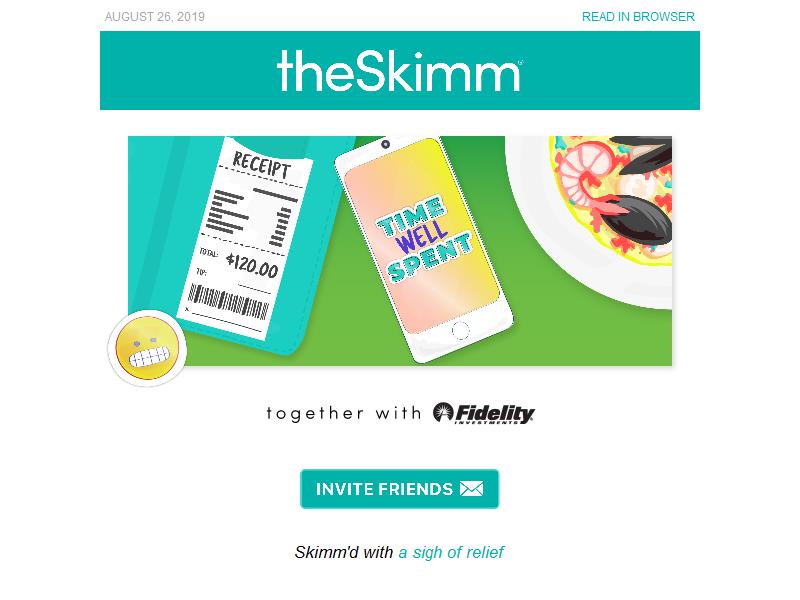 AUGUST 26, 2019 READ IN BROWSER
theSkimm®
RECEIPT
TOTAL: $120.00
TIP:
X
TIME
WELL
SPENT
together with Fidelity
INVESTMENTS
INVITE FRIENDS
Skimm'd with a sigh of relief